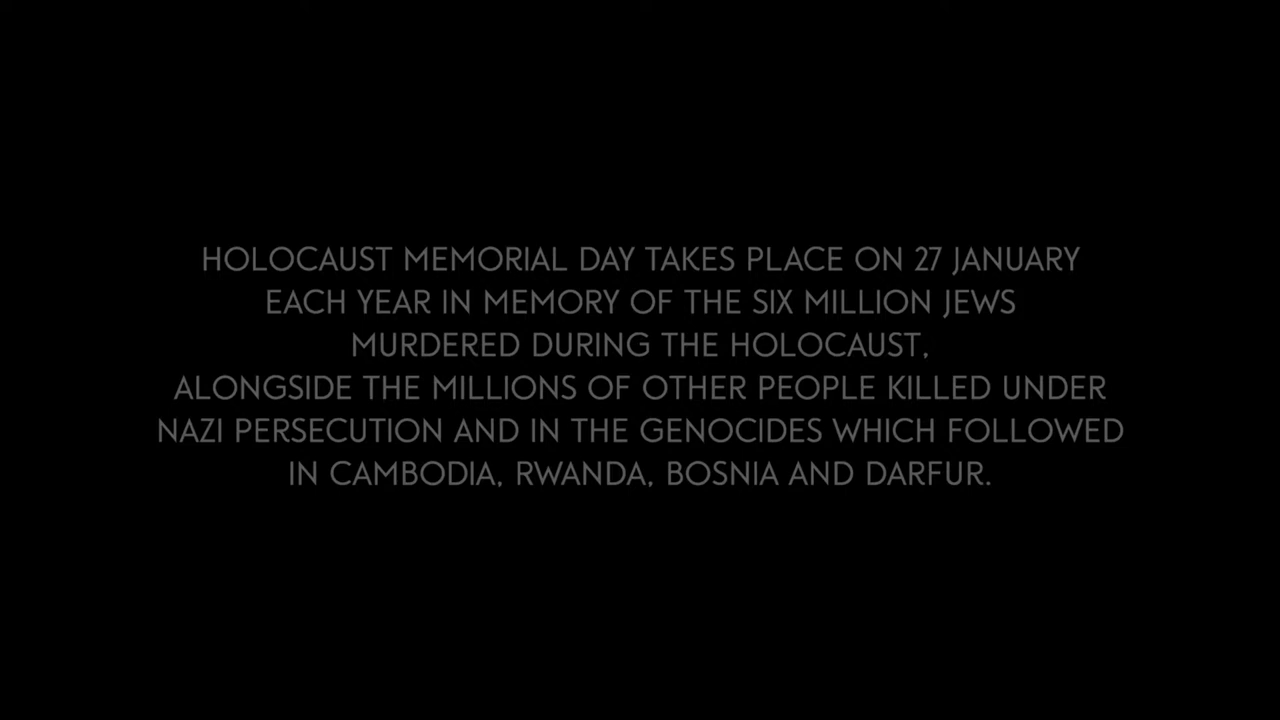 HOLOCAUST MEMORIAL DAY TAKES PLACE ON 27 JANUARY
EACH YEAR IN MEMORY OF THE SIX MILLION JEWS
MURDERED DURING THE HOLOCAUST,
ALONGSIDE THE MILLIONS OF OTHER PEOPLE KILLED UNDER
NAZI PERSECUTION AND IN THE GENOCIDES WHICH FOLLOWED
IN CAMBODIA, RWANDA, BOSNIA AND DARFUR.